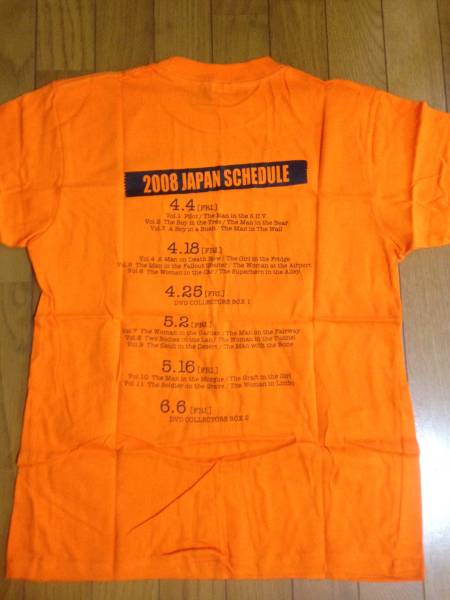 2008 JAPAN SCHEDULE
4.4 [FRI.]
Vol.1 Pilot / The Man in the S.U.V.
Vol.2 The Boy in the Tree / The Man in the Bear
Vol.3 A Boy in a Bush / The Man in the Wall
4.18 [FRI.]
Vol.4 A Man on Death Row / The Girl in the Fridge
Vol.5 The Man in the Fallout Shelter / The Woman at the Airport
Vol.6 The Woman in the Car / The Superhero in the Alley
4.25 [FRI.]
DVD COLLECTORS BOX 1
5.2 [FRI.]
Vol.7 The Woman in the Garden / The Man on the Fairway
Vol.8 Two Bodies in the Lab / The Woman in the Tunnel
Vol.9 The Skull in the Desert / The Man with the Bone
5.16 [FRI.]
Vol.10 The Man in the Morgue / The Graft in the Girl
Vol.11 The Soldier on the Grave / The Woman in Limbo
6.6 [FRI.]
DVD COLLECTORS BOX 2